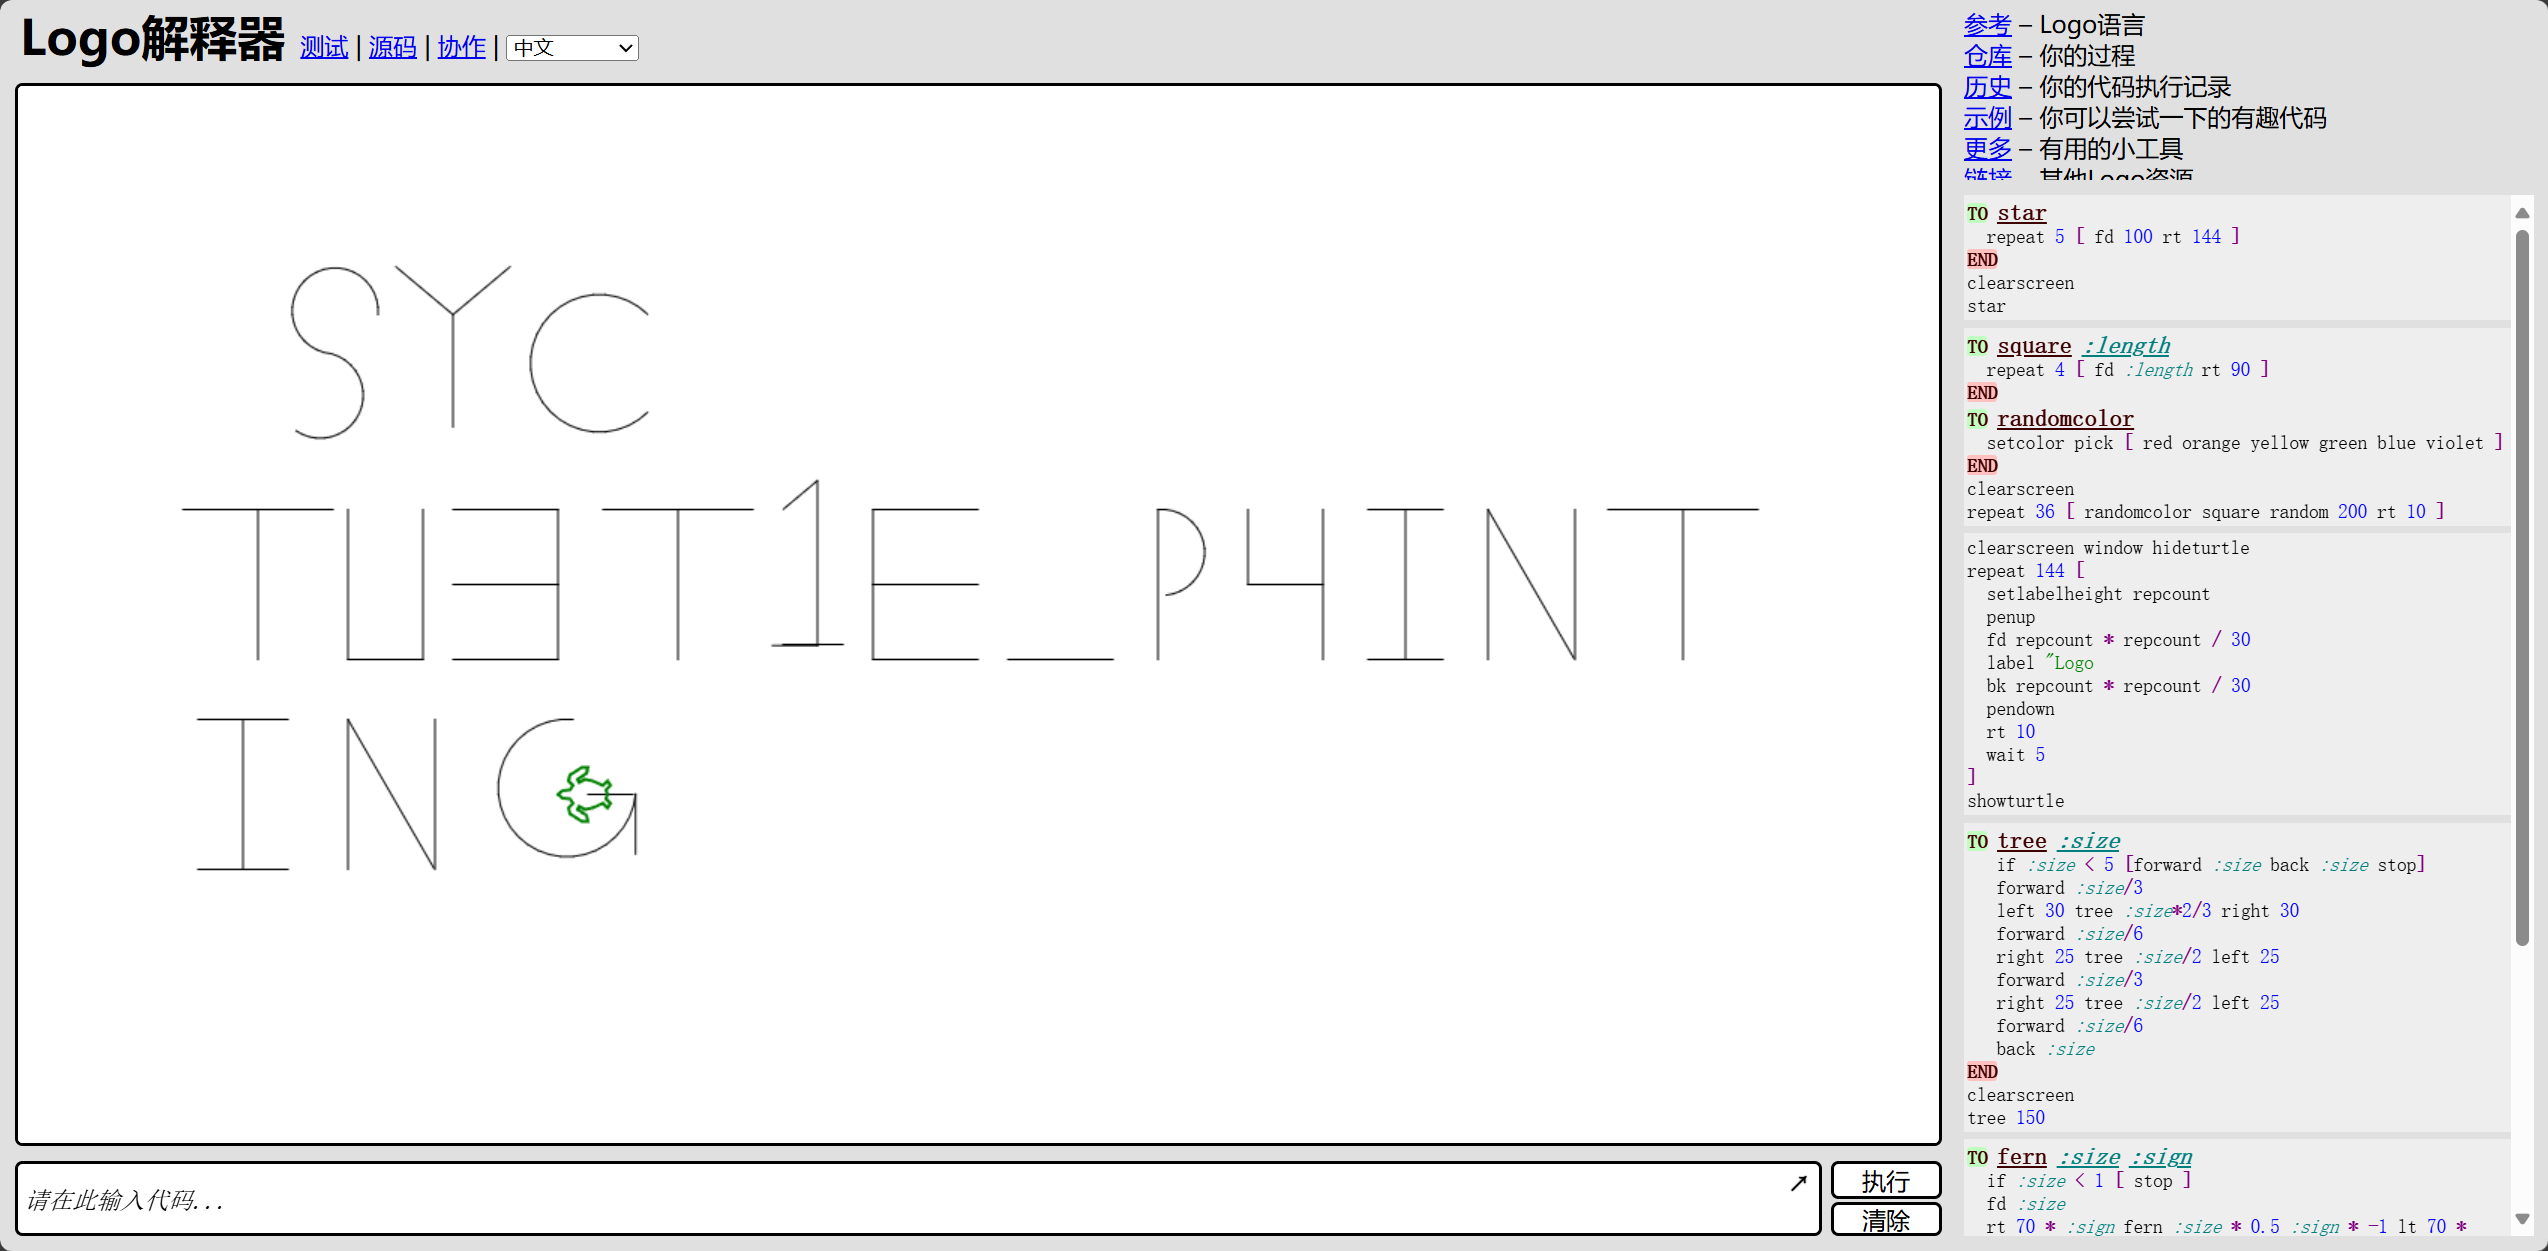 Logo解释器 测试 | 源码 | 协作 | 中文
SYC
TU3T1E_P4INT
ING
请在此输入代码...
执行
清除
参考 – Logo语言
仓库 – 你的过程
历史 – 你的代码执行记录
示例 – 你可以尝试一下的有趣代码
更多 – 有用的小工具
链接 – 其他Logo资源
TO star
repeat 5 [ fd 100 rt 144 ]
END
clearscreen
star
TO square :length
repeat 4 [ fd :length rt 90 ]
END
TO randomcolor
setcolor pick [ red orange yellow green blue violet ]
END
clearscreen
repeat 36 [ randomcolor square random 200 rt 10 ]
clearscreen window hideturtle
repeat 144 [
setlabelheight repcount
penup
fd repcount * repcount / 30
label "Logo
bk repcount * repcount / 30
pendown
rt 10
wait 5
]
showturtle
TO tree :size
if :size < 5 [forward :size back :size stop]
forward :size/3
left 30 tree :size*2/3 right 30
forward :size/6
right 25 tree :size/2 left 25
forward :size/3
right 25 tree :size/2 left 25
forward :size/6
back :size
END
clearscreen
tree 150
TO fern :size :sign
if :size < 1 [ stop ]
fd :size
rt 70 * :sign fern :size * 0.5 :sign * -1 lt 70 *